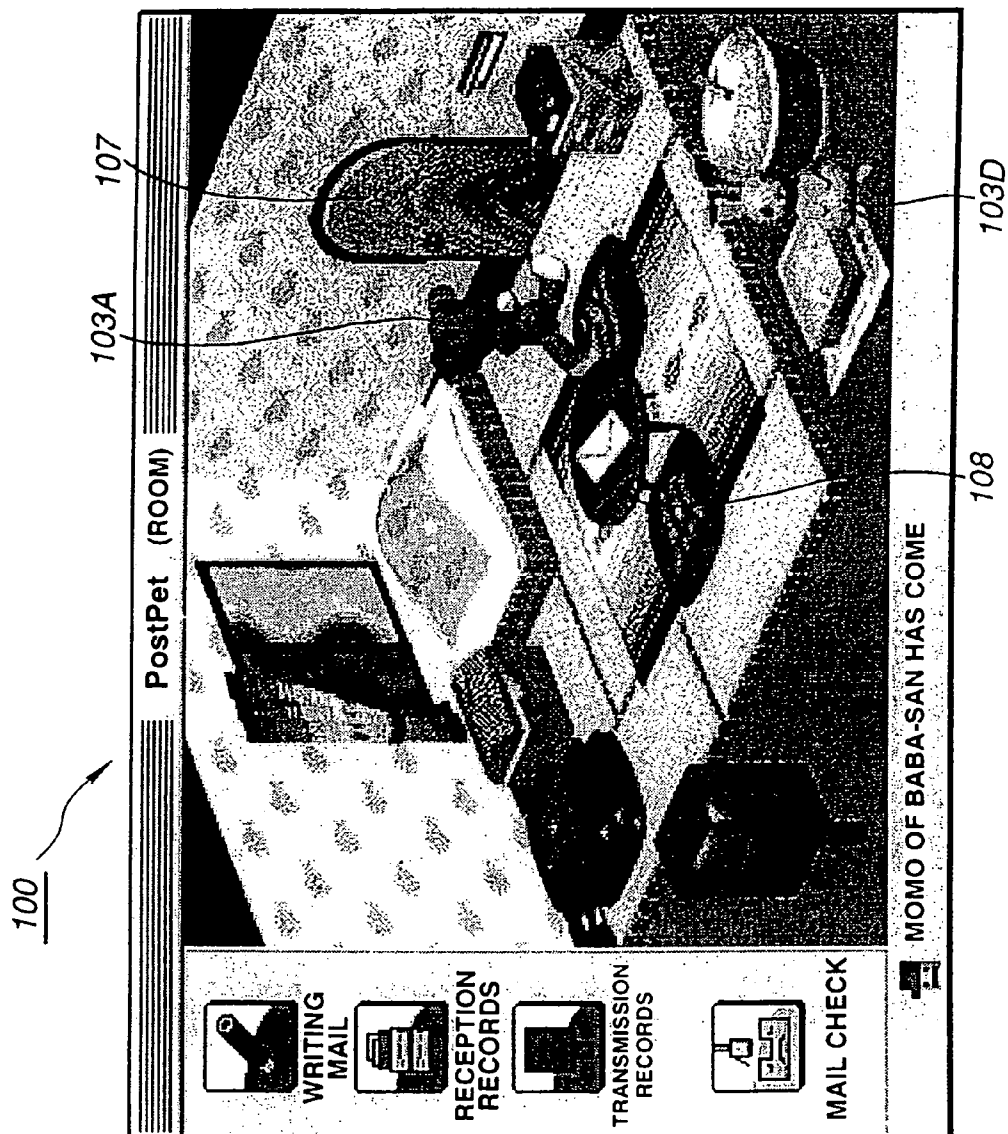 100
PostPet (ROOM)
103A
107
WRITING
MAIL
RECEPTION
RECORDS
TRANSMISSION
RECORDS
MAIL CHECK
MOMO OF BABA-SAN HAS COME
108
103D